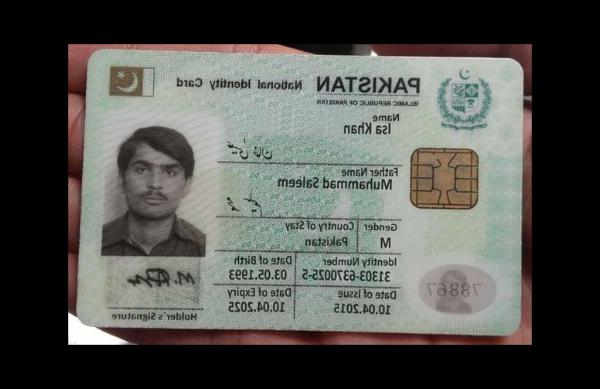 PAKISTAN National Identity Card
ISLAMIC REPUBLIC OF PAKISTAN
Name
Isa Khan
Father Name
Muhammad Saleem
Gender Country of Stay
M Pakistan
Identity Number Date of Birth
31303-6370025-5 03.05.1993
Date of Issue Date of Expiry
10.04.2015 10.04.2025
78867
Holder's Signature